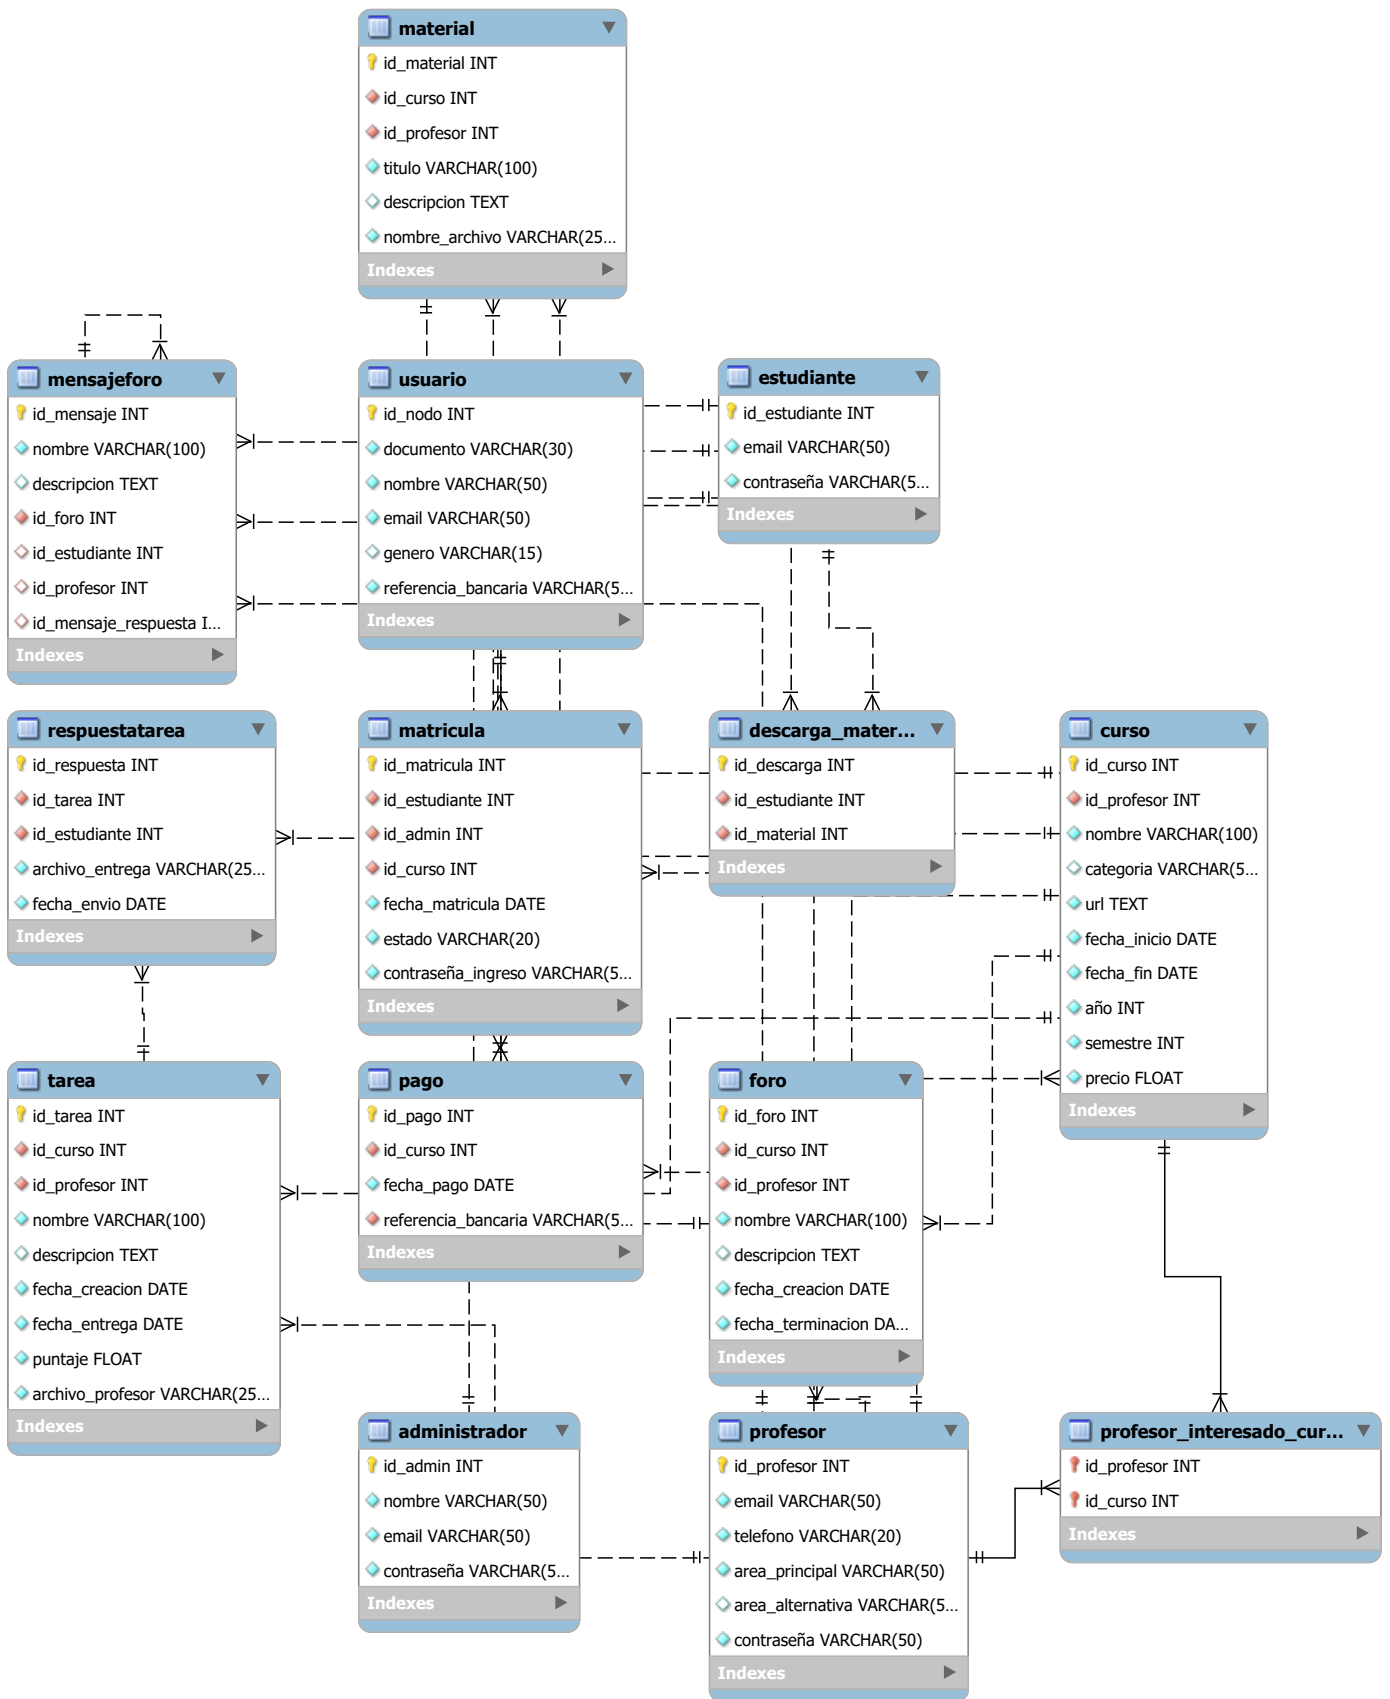 material
id_material INT
id_curso INT
id_profesor INT
titulo VARCHAR(100)
descripcion TEXT
nombre_archivo VARCHAR(25...
Indexes
mensajeforo
id_mensaje INT
nombre VARCHAR(100)
descripcion TEXT
id_foro INT
id_estudiante INT
id_profesor INT
id_mensaje_respuesta I...
Indexes
usuario
id_nodo INT
documento VARCHAR(30)
nombre VARCHAR(50)
email VARCHAR(50)
genero VARCHAR(15)
referencia_bancaria VARCHAR(5...
Indexes
estudiante
id_estudiante INT
email VARCHAR(50)
contraseña VARCHAR(5...
Indexes
respuestatarea
id_respuesta INT
id_tarea INT
id_estudiante INT
archivo_entrega VARCHAR(25...
fecha_envio DATE
Indexes
matricula
id_matricula INT
id_estudiante INT
id_admin INT
id_curso INT
fecha_matricula DATE
estado VARCHAR(20)
contraseña_ingreso VARCHAR(5...
Indexes
descarga_mater...
id_descarga INT
id_estudiante INT
id_material INT
Indexes
curso
id_curso INT
id_profesor INT
nombre VARCHAR(100)
categoria VARCHAR(5...
url TEXT
fecha_inicio DATE
fecha_fin DATE
año INT
semestre INT
precio FLOAT
Indexes
tarea
id_tarea INT
id_curso INT
id_profesor INT
nombre VARCHAR(100)
descripcion TEXT
fecha_creacion DATE
fecha_entrega DATE
puntaje FLOAT
archivo_profesor VARCHAR(25...
Indexes
pago
id_pago INT
id_curso INT
fecha_pago DATE
referencia_bancaria VARCHAR(5...
Indexes
foro
id_foro INT
id_curso INT
id_profesor INT
nombre VARCHAR(100)
descripcion TEXT
fecha_creacion DATE
fecha_terminacion DA...
Indexes
administrador
id_admin INT
nombre VARCHAR(50)
email VARCHAR(50)
contraseña VARCHAR(5...
Indexes
profesor
id_profesor INT
email VARCHAR(50)
telefono VARCHAR(20)
area_principal VARCHAR(50)
area_alternativa VARCHAR(5...
contraseña VARCHAR(50)
Indexes
profesor_interesado_cur...
id_profesor INT
id_curso INT
Indexes